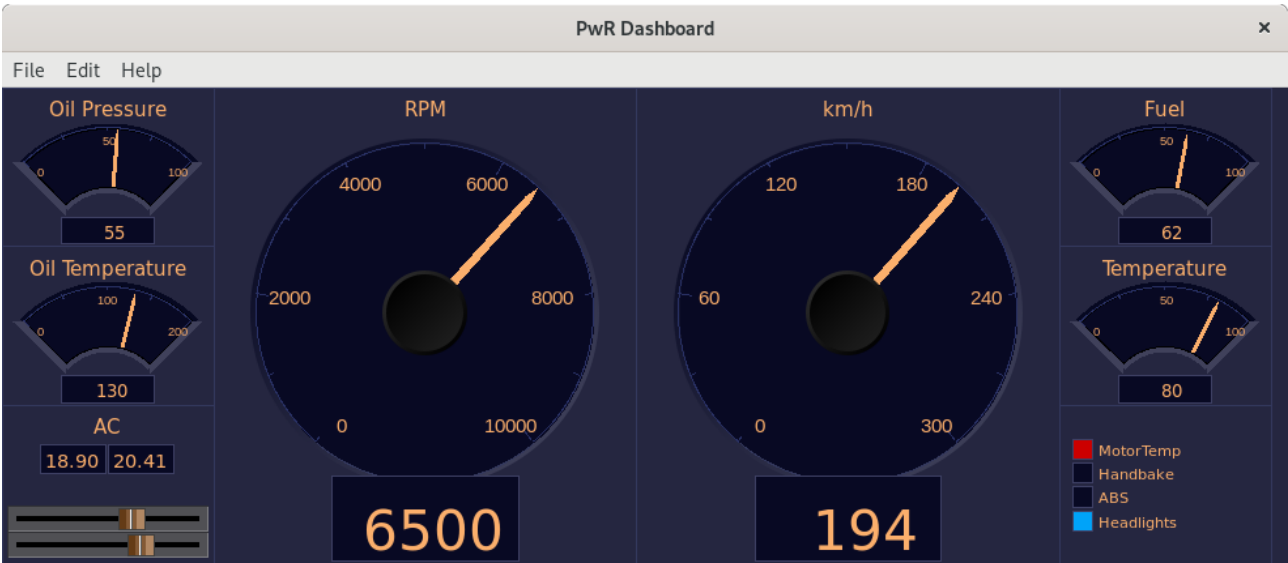 PwR Dashboard
×
File Edit Help
Oil Pressure
0 50 100
55
Oil Temperature
0 100 200
130
AC
18.90 20.41
RPM
0 2000 4000 6000 8000 10000
6500
km/h
0 60 120 180 240 300
194
Fuel
0 50 100
62
Temperature
0 50 100
80
MotorTemp
Handbake
ABS
Headlights